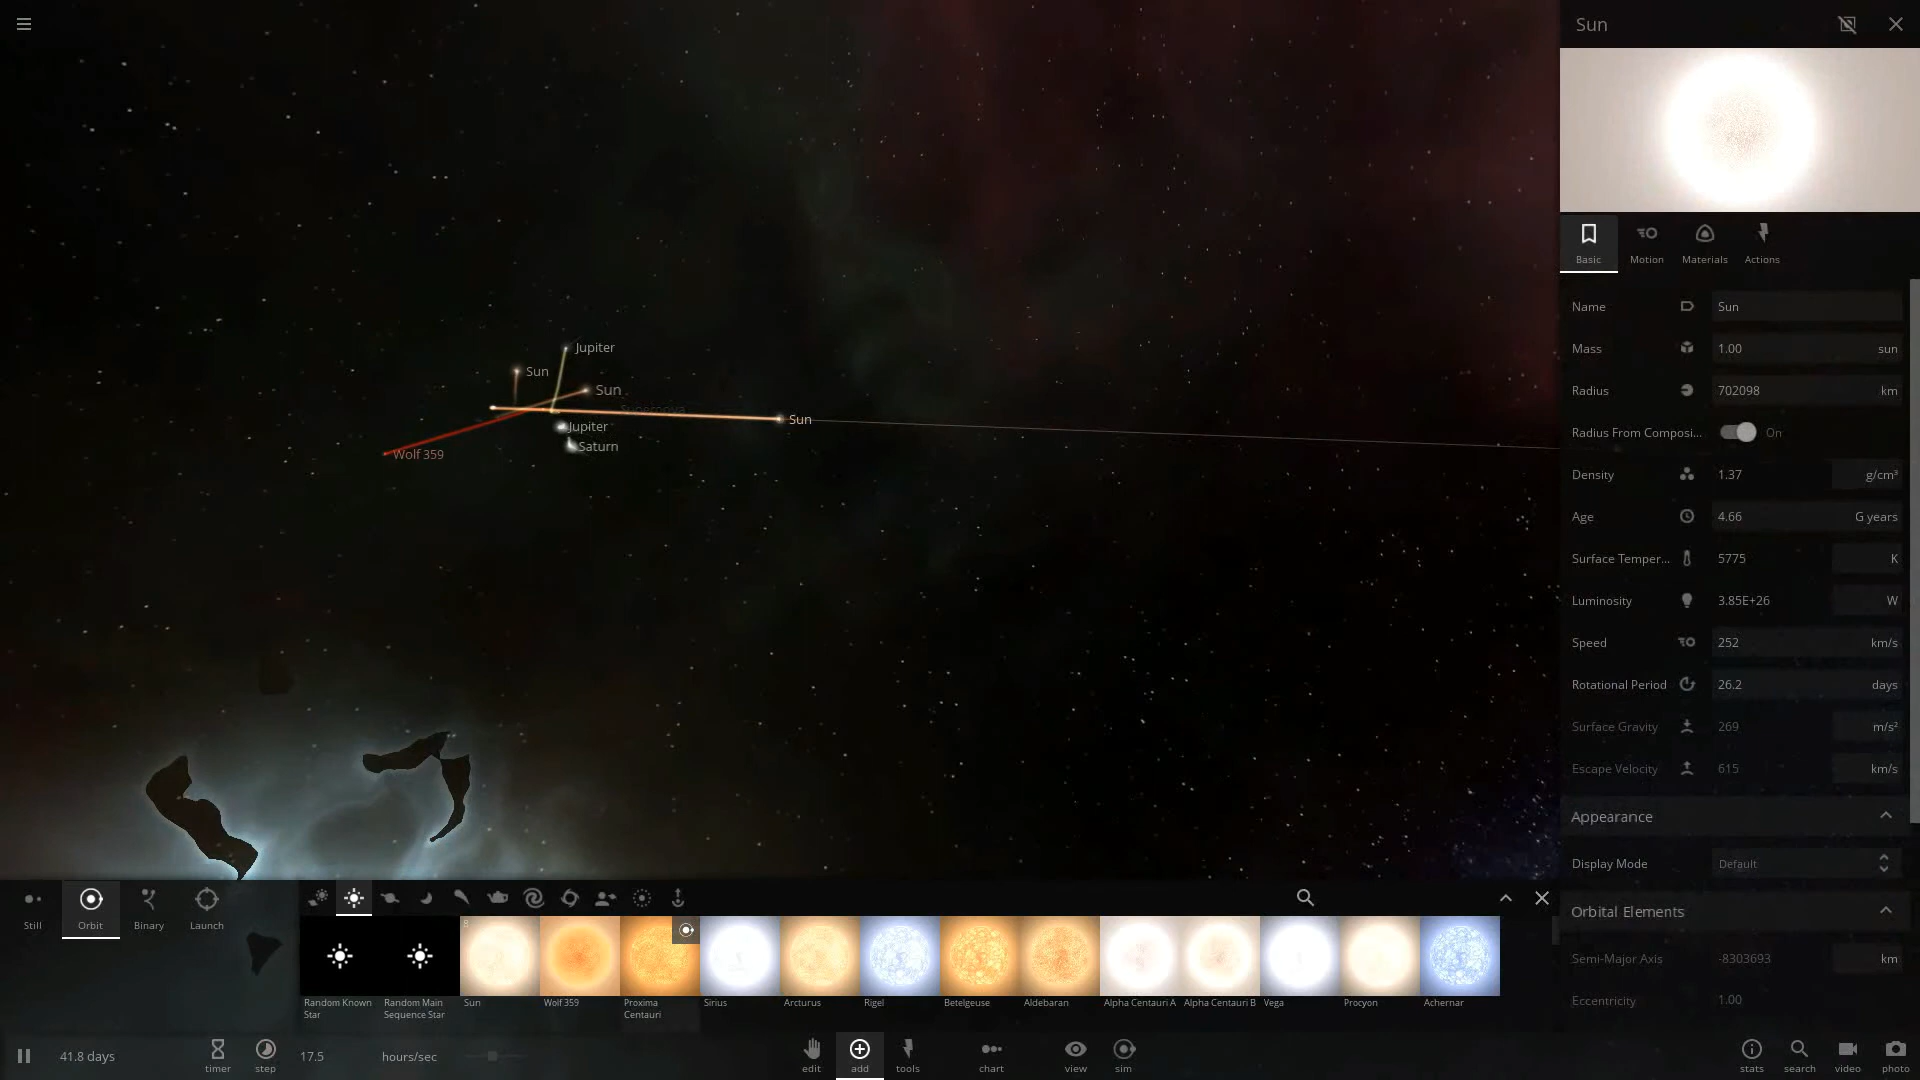 Sun
Basic
Motion
Materials
Actions
Name Sun
Mass 1.00 sun
Radius 702098 km
Radius From Composi... On
Density 1.37 g/cm³
Age 4.66 G years
Surface Temper... 5775 K
Luminosity 3.85E+26 W
Speed 252 km/s
Rotational Period 26.2 days
Surface Gravity 269 m/s²
Escape Velocity 615 km/s
Appearance
Display Mode Default
Orbital Elements
Semi-Major Axis -8303693 km
Eccentricity 1.00
Jupiter
Sun
Sun
Supernova
Sun
Jupiter
Saturn
Wolf 359
Still
Orbit
Binary
Launch
Random Known
Star
Random Main
Sequence Star
Sun
Wolf 359
Proxima
Centauri
Sirius
Arcturus
Rigel
Betelgeuse
Aldebaran
Alpha Centauri A
Alpha Centauri B
Vega
Procyon
Achernar
41.8 days
timer
step
17.5 hours/sec
edit
add
tools
chart
view
sim
stats
search
video
photo